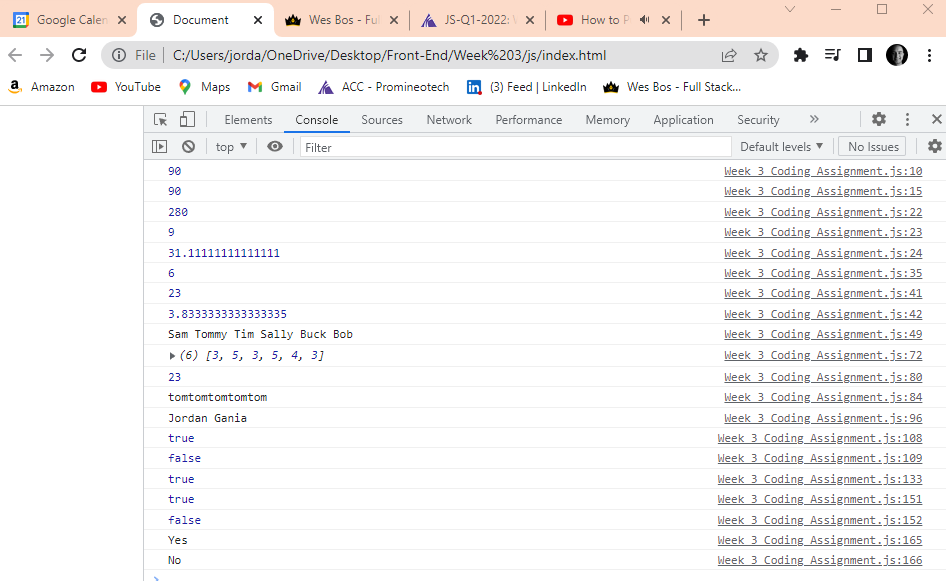 21 Google Calen
Document
Wes Bos - Ful
JS-Q1-2022: V
How to P
File C:/Users/jorda/OneDrive/Desktop/Front-End/Week%203/js/index.html
Amazon YouTube Maps Gmail ACC - Promineotech (3) Feed | LinkedIn Wes Bos - Full Stack...
Elements Console Sources Network Performance Memory Application Security »
top ▼ Filter Default levels ▼ No Issues
90 Week 3 Coding Assignment.js:10
90 Week 3 Coding Assignment.js:15
280 Week 3 Coding Assignment.js:22
9 Week 3 Coding Assignment.js:23
31.11111111111111 Week 3 Coding Assignment.js:24
6 Week 3 Coding Assignment.js:35
23 Week 3 Coding Assignment.js:41
3.8333333333333335 Week 3 Coding Assignment.js:42
Sam Tommy Tim Sally Buck Bob Week 3 Coding Assignment.js:49
▶(6) [3, 5, 3, 5, 4, 3] Week 3 Coding Assignment.js:72
23 Week 3 Coding Assignment.js:80
tomtomtomtomtom Week 3 Coding Assignment.js:84
Jordan Gania Week 3 Coding Assignment.js:96
true Week 3 Coding Assignment.js:108
false Week 3 Coding Assignment.js:109
true Week 3 Coding Assignment.js:133
true Week 3 Coding Assignment.js:151
false Week 3 Coding Assignment.js:152
Yes Week 3 Coding Assignment.js:165
No Week 3 Coding Assignment.js:166